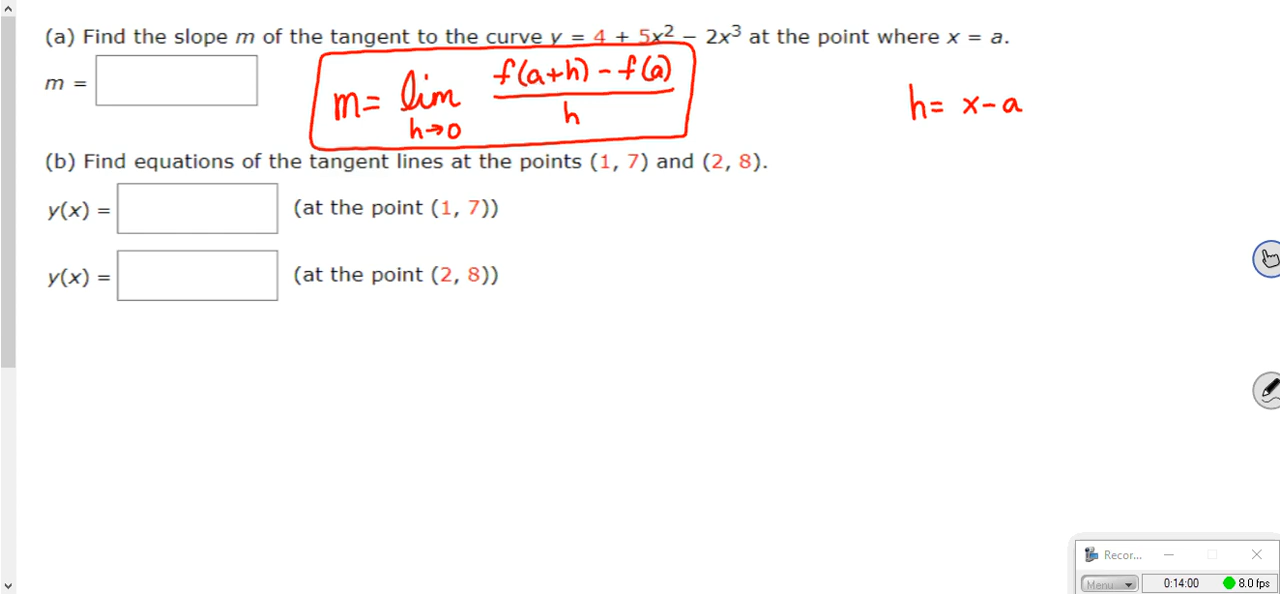 (a) Find the slope m of the tangent to the curve y = 4 + 5x² − 2x³ at the point where x = a.
m =
m = lim h→0 f(a+h) − f(a) / h
h = x − a
(b) Find equations of the tangent lines at the points (1, 7) and (2, 8).
y(x) = (at the point (1, 7))
y(x) = (at the point (2, 8))
Recor...
Menu 0:14:00 8.0 fps